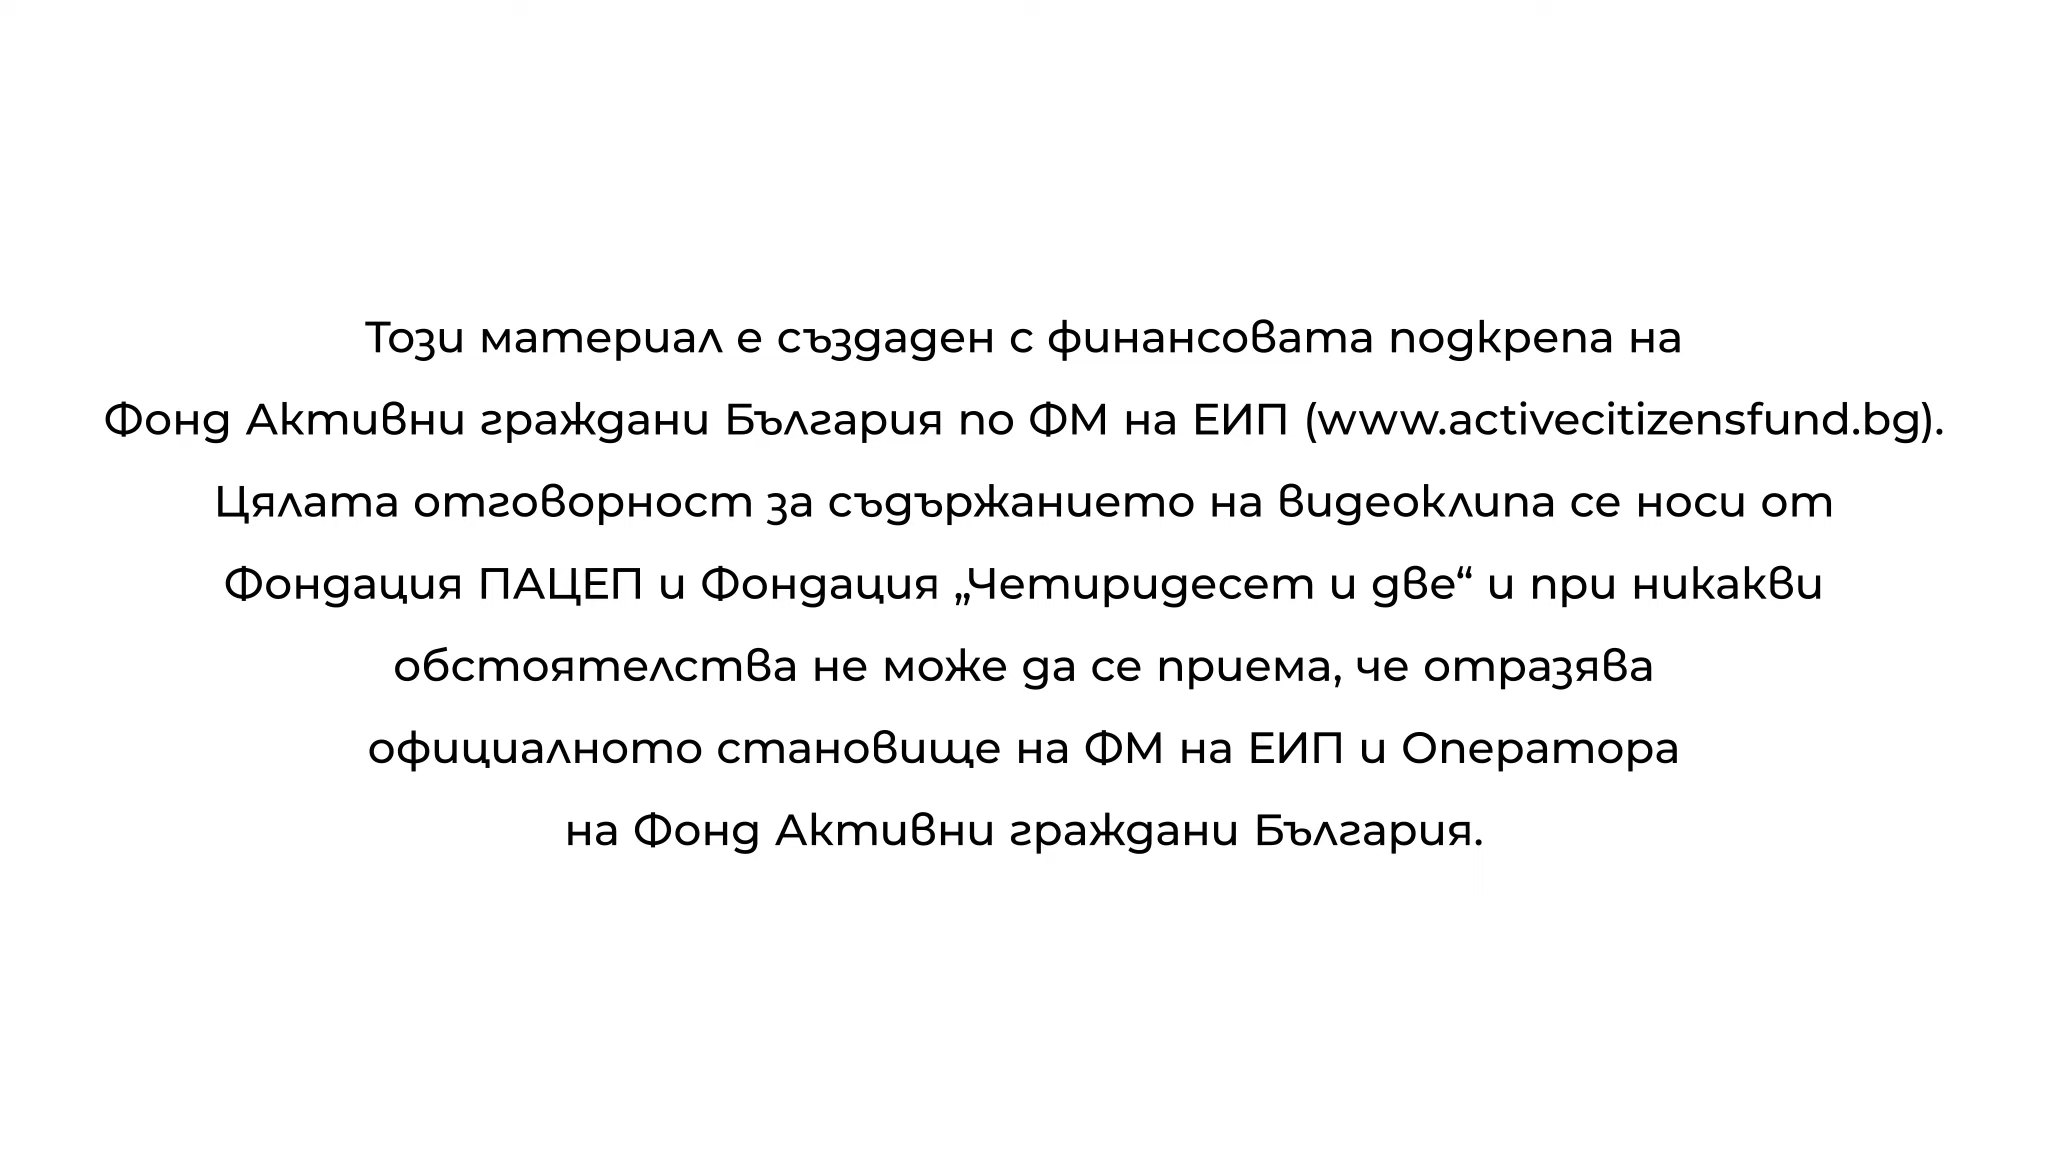 Този материал е създаден с финансовата подкрепа на
Фонд Активни граждани България по ФМ на ЕИП (www.activecitizensfund.bg).
Цялата отговорност за съдържанието на видеоклипа се носи от
Фондация ПАЦЕП и Фондация „Четиридесет и две“ и при никакви
обстоятелства не може да се приема, че отразява
официалното становище на ФМ на ЕИП и Оператора
на Фонд Активни граждани България.